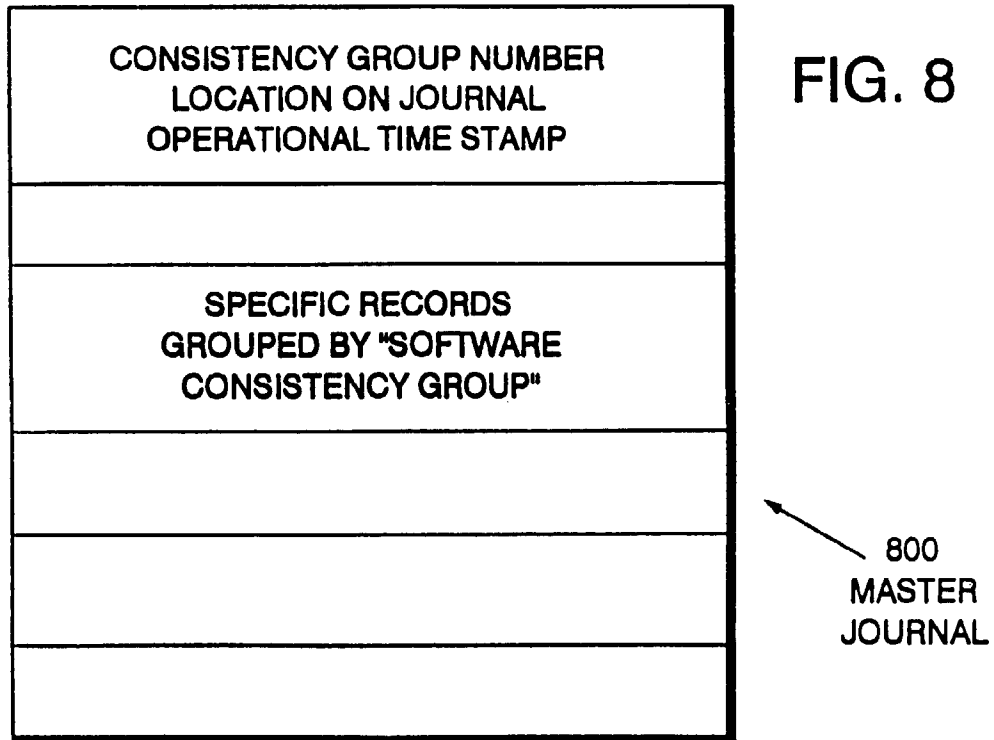 CONSISTENCY GROUP NUMBER
LOCATION ON JOURNAL
OPERATIONAL TIME STAMP
FIG. 8
SPECIFIC RECORDS
GROUPED BY "SOFTWARE
CONSISTENCY GROUP"
800
MASTER
JOURNAL